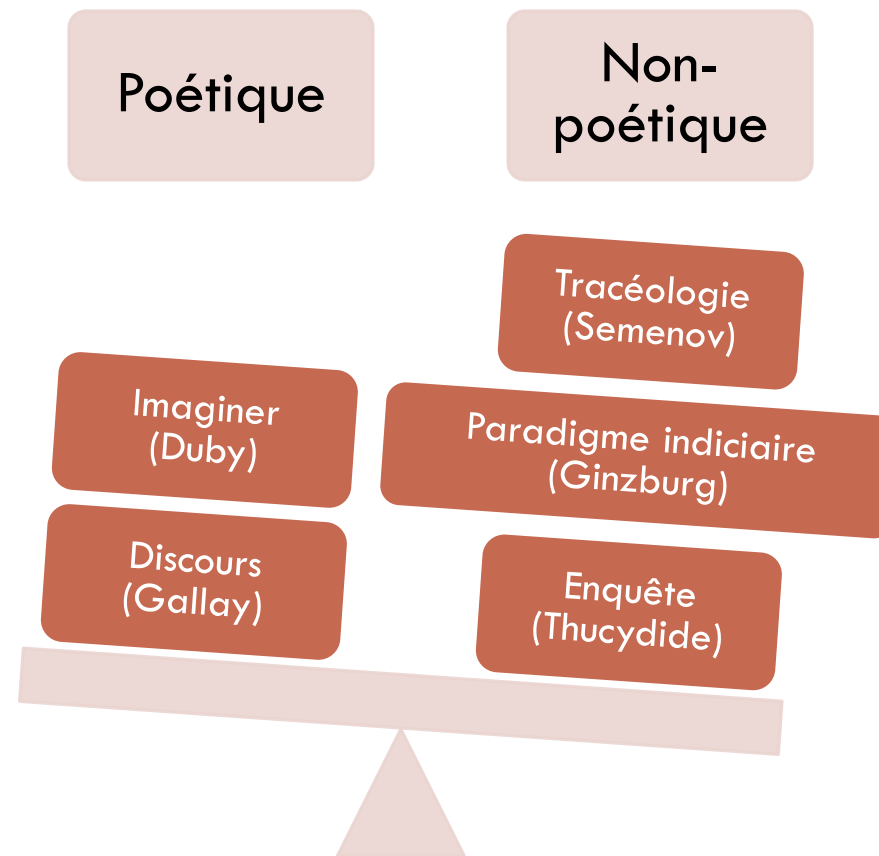 Poétique
Non-
poétique
Tracéologie
(Semenov)
Imaginer
(Duby)
Paradigme indiciaire
(Ginzburg)
Discours
(Gallay)
Enquête
(Thucydide)